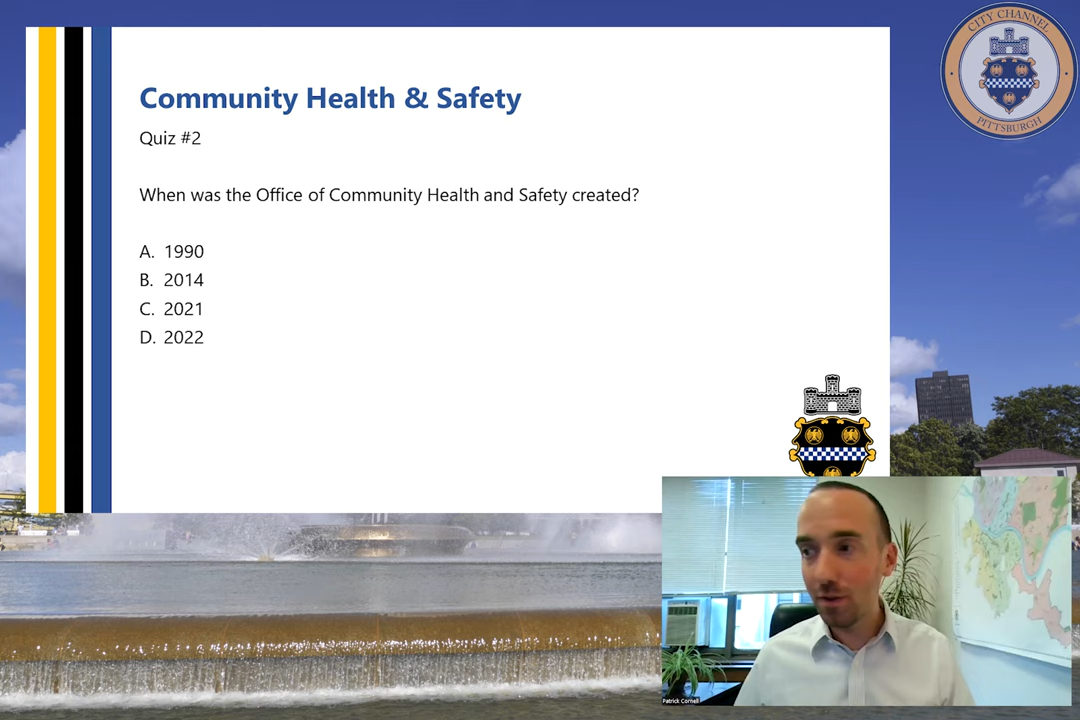 Community Health & Safety
Quiz #2
When was the Office of Community Health and Safety created?
A. 1990
B. 2014
C. 2021
D. 2022
CITY CHANNEL
PITTSBURGH
Patrick Cornell